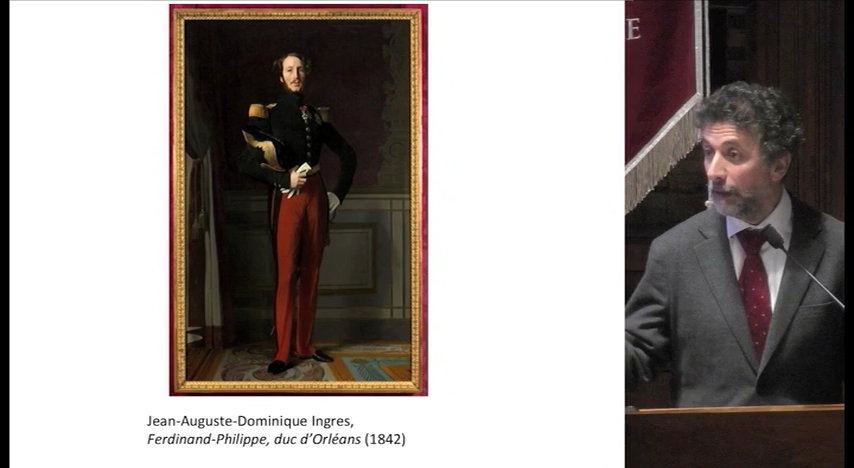 E
Jean-Auguste-Dominique Ingres,
Ferdinand-Philippe, duc d’Orléans (1842)